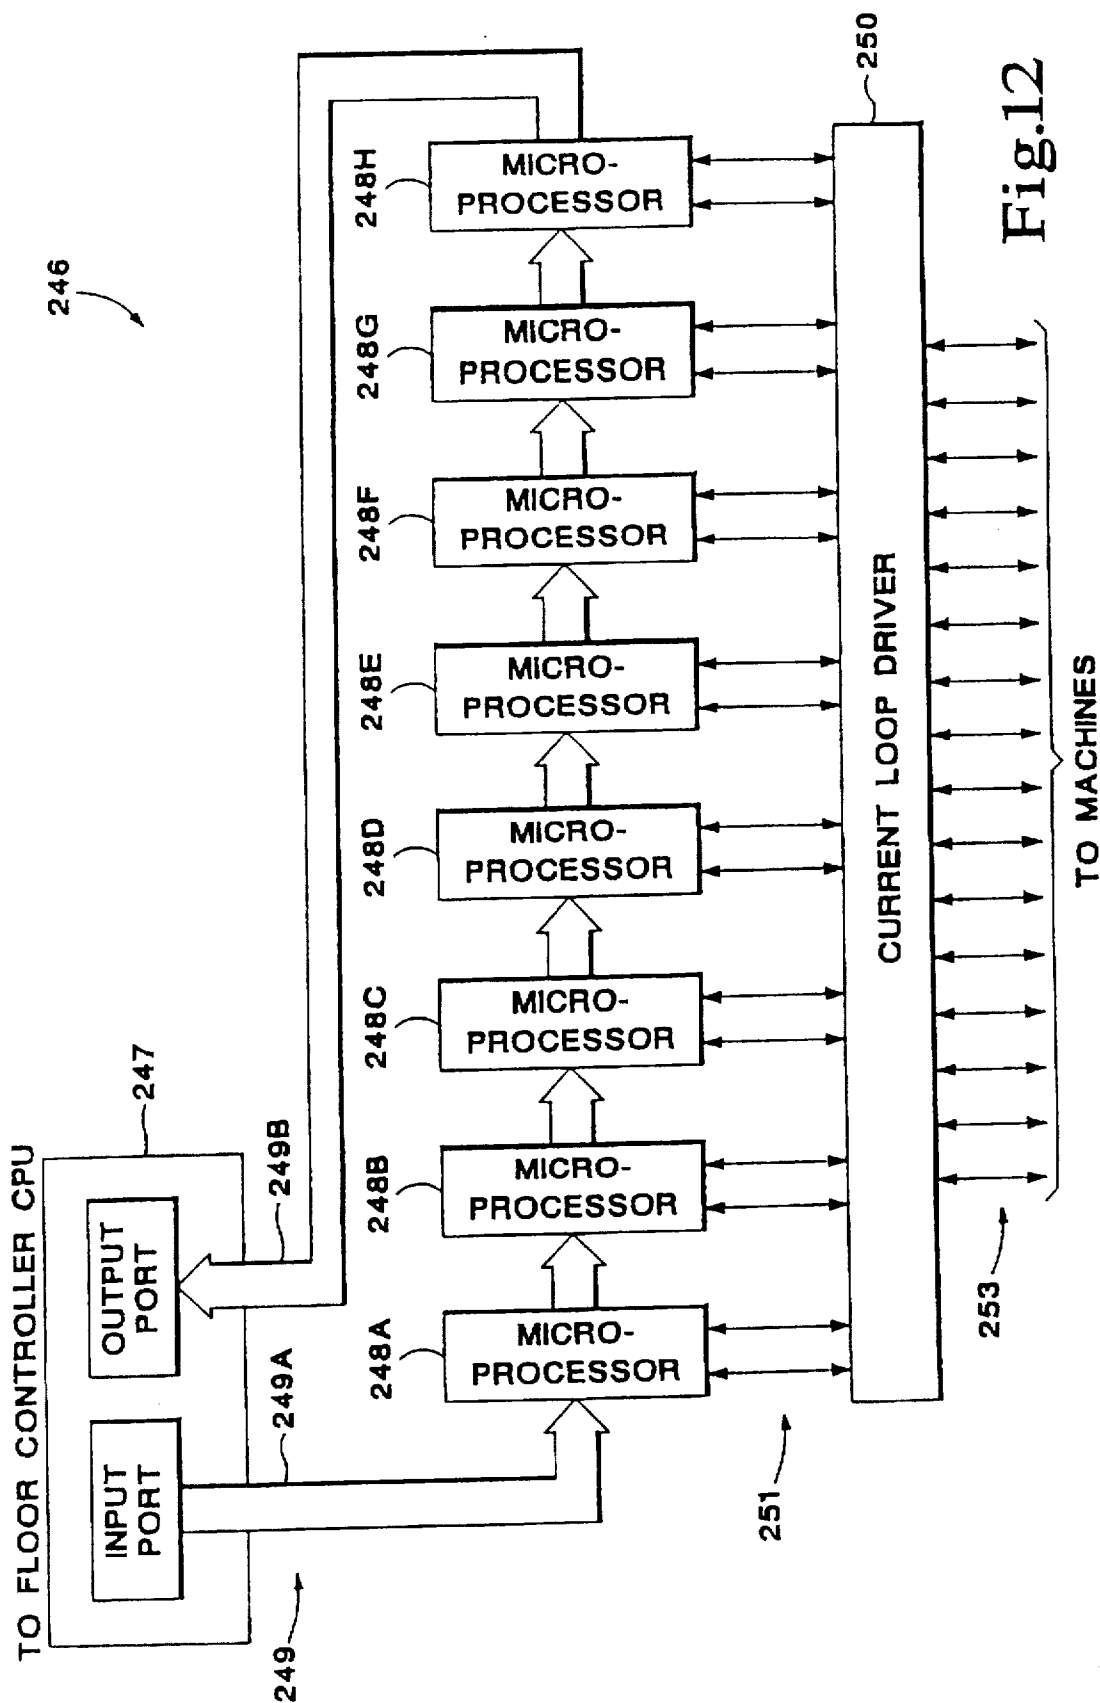 TO FLOOR CONTROLLER CPU
247
INPUT
PORT
OUTPUT
PORT
249
249A
249B
246
248A
MICRO-
PROCESSOR
248B
MICRO-
PROCESSOR
248C
MICRO-
PROCESSOR
248D
MICRO-
PROCESSOR
248E
MICRO-
PROCESSOR
248F
MICRO-
PROCESSOR
248G
MICRO-
PROCESSOR
248H
MICRO-
PROCESSOR
251
CURRENT LOOP DRIVER
250
253
TO MACHINES
Fig.12